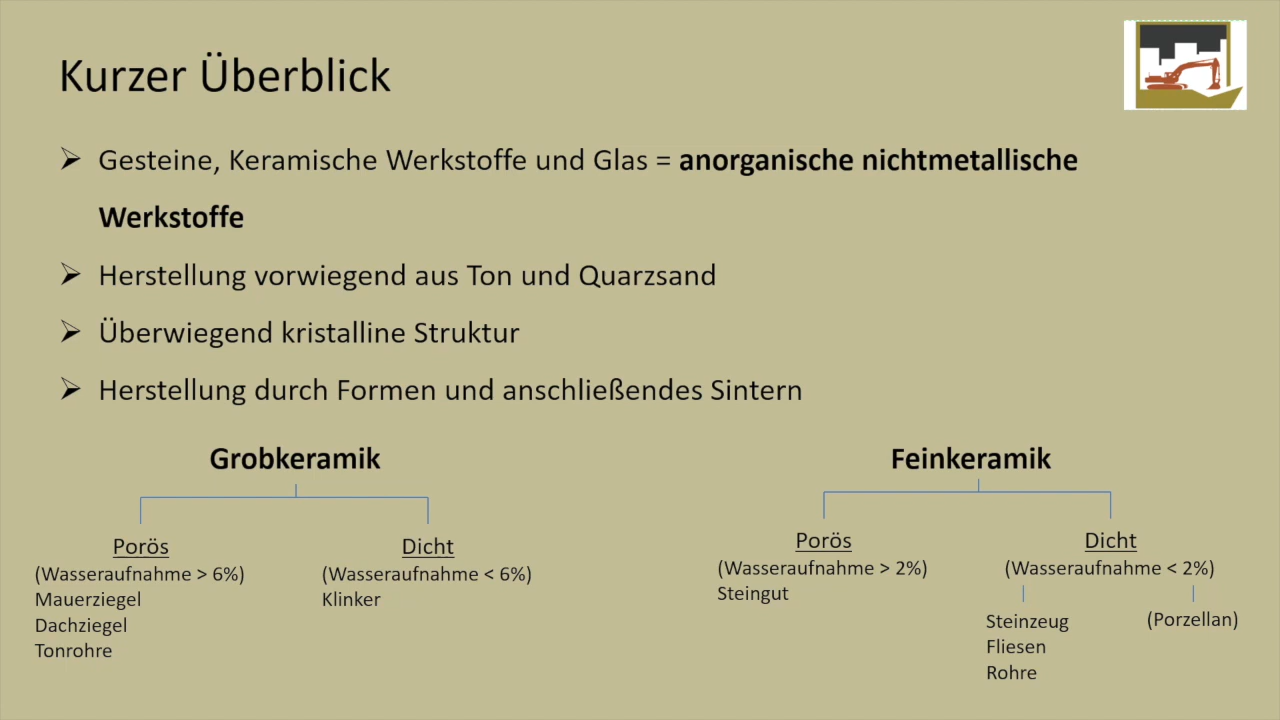 Kurzer Überblick
➢ Gesteine, Keramische Werkstoffe und Glas = anorganische nichtmetallische
Werkstoffe
➢ Herstellung vorwiegend aus Ton und Quarzsand
➢ Überwiegend kristalline Struktur
➢ Herstellung durch Formen und anschließendes Sintern
Grobkeramik
Porös
(Wasseraufnahme > 6%)
Mauerziegel
Dachziegel
Tonrohre
Dicht
(Wasseraufnahme < 6%)
Klinker
Feinkeramik
Porös
(Wasseraufnahme > 2%)
Steingut
Dicht
(Wasseraufnahme < 2%)
Steinzeug
Fliesen
Rohre
(Porzellan)